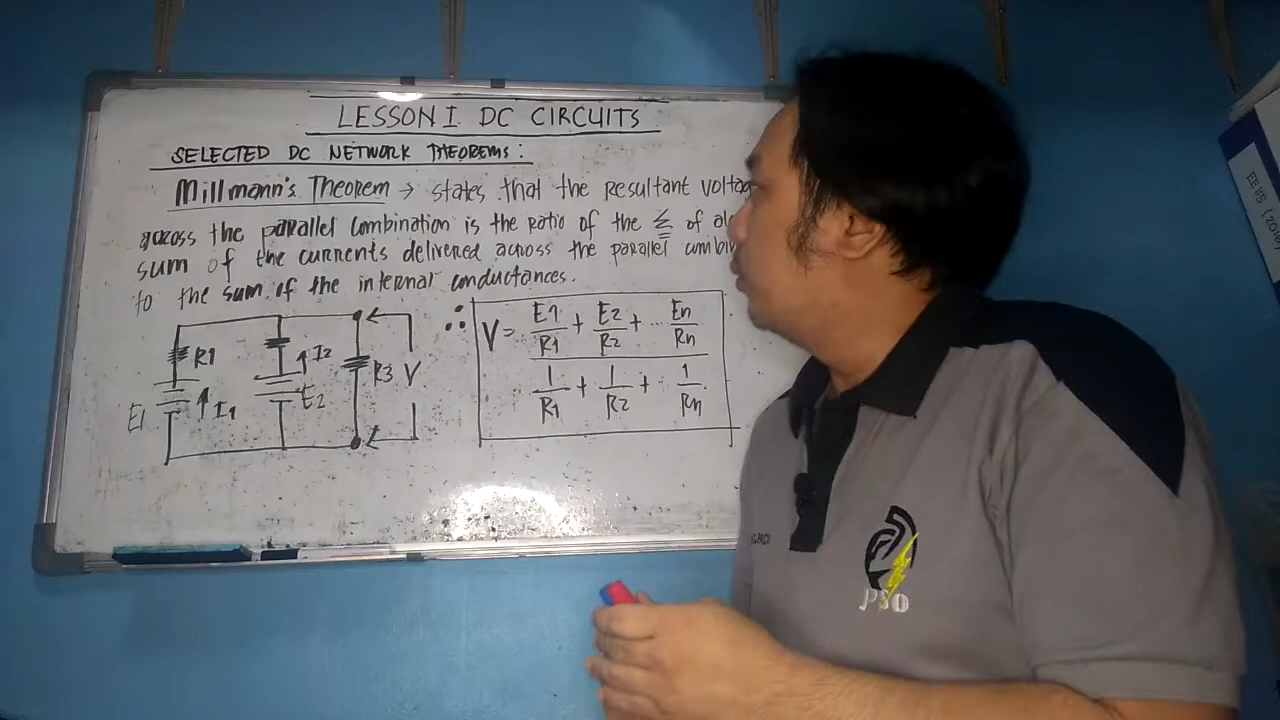 LESSON I DC CIRCUITS
SELECTED DC NETWORK THEOREMS:
Millmann's Theorem → states that the resultant
across the parallel combination is the ratio of the Σ of
sum of the currents delivered across the parallel
to the sum of the internal conductances.
R1 I2 R3 V
E1 I1 E2
∴ V = E1/R1 + E2/R2 + ... En/Rn
1/R1 + 1/R2 + ... 1/Rn
PSO